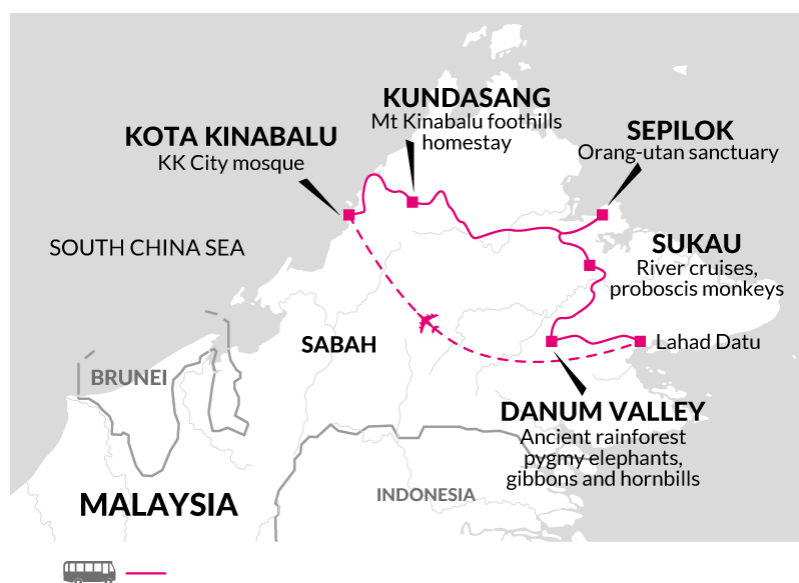 KUNDASANG
Mt Kinabalu foothills
homestay
KOTA KINABALU
KK City mosque
SEPILOK
Orang-utan sanctuary
SOUTH CHINA SEA
SUKAU
River cruises,
proboscis monkeys
SABAH
Lahad Datu
BRUNEI
DANUM VALLEY
Ancient rainforest
pygmy elephants,
gibbons and hornbills
MALAYSIA
INDONESIA